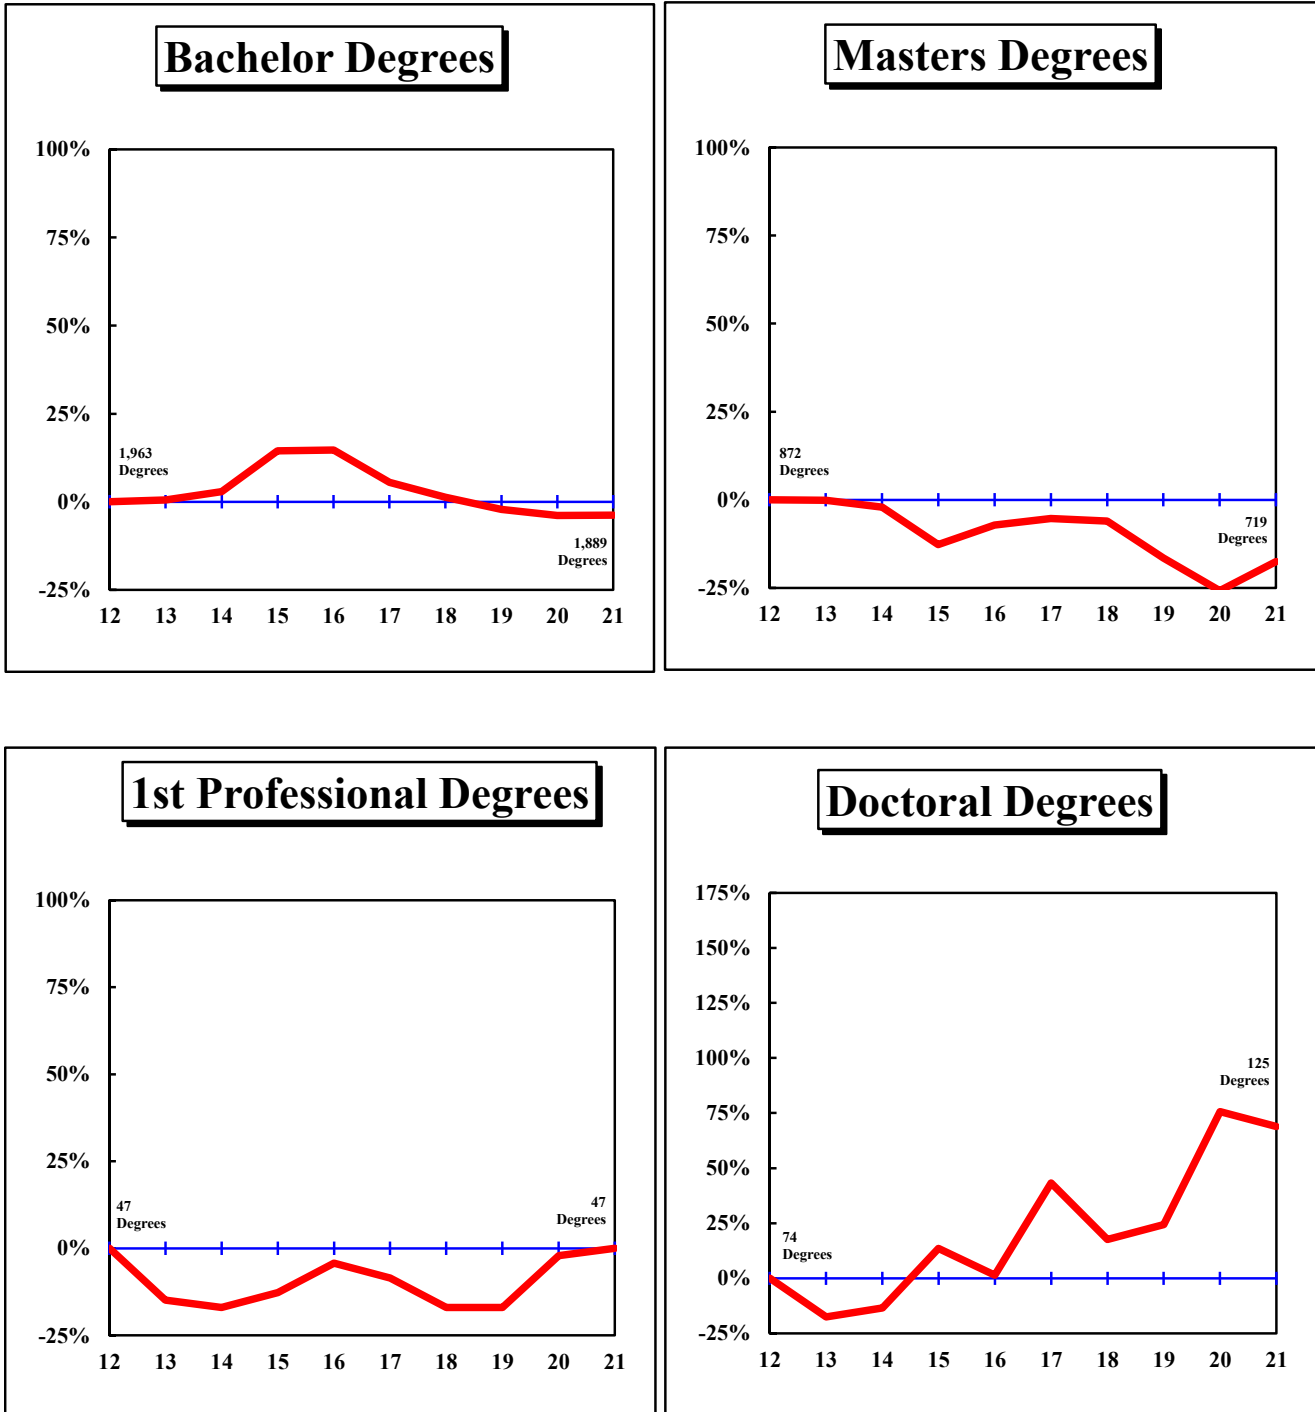 Bachelor Degrees
100%
75%
50%
25%
0%
-25%
1,963
Degrees
1,889
Degrees
12 13 14 15 16 17 18 19 20 21
Masters Degrees
100%
75%
50%
25%
0%
-25%
872
Degrees
719
Degrees
12 13 14 15 16 17 18 19 20 21
1st Professional Degrees
100%
75%
50%
25%
0%
-25%
47
Degrees
47
Degrees
12 13 14 15 16 17 18 19 20 21
Doctoral Degrees
175%
150%
125%
100%
75%
50%
25%
0%
-25%
74
Degrees
125
Degrees
12 13 14 15 16 17 18 19 20 21